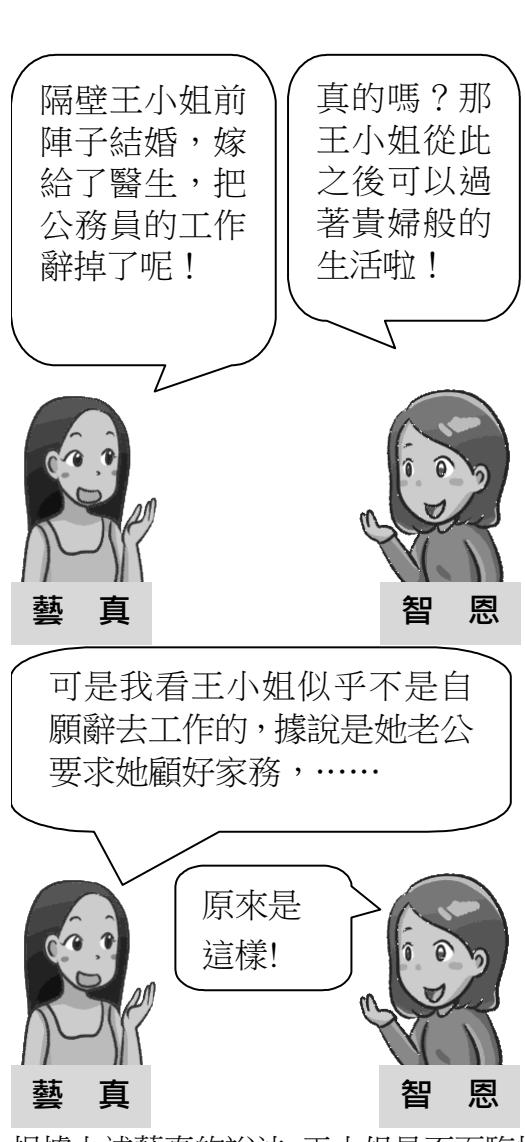 隔壁王小姐前
陣子結婚，嫁
給了醫生，把
公務員的工作
辭掉了呢！
真的嗎？那
王小姐從此
之後可以過
著貴婦般的
生活啦！
藝 真
智 恩
可是我看王小姐似乎不是自
願辭去工作的，據說是她老公
要求她顧好家務，……
原來是
這樣!
藝 真
智 恩